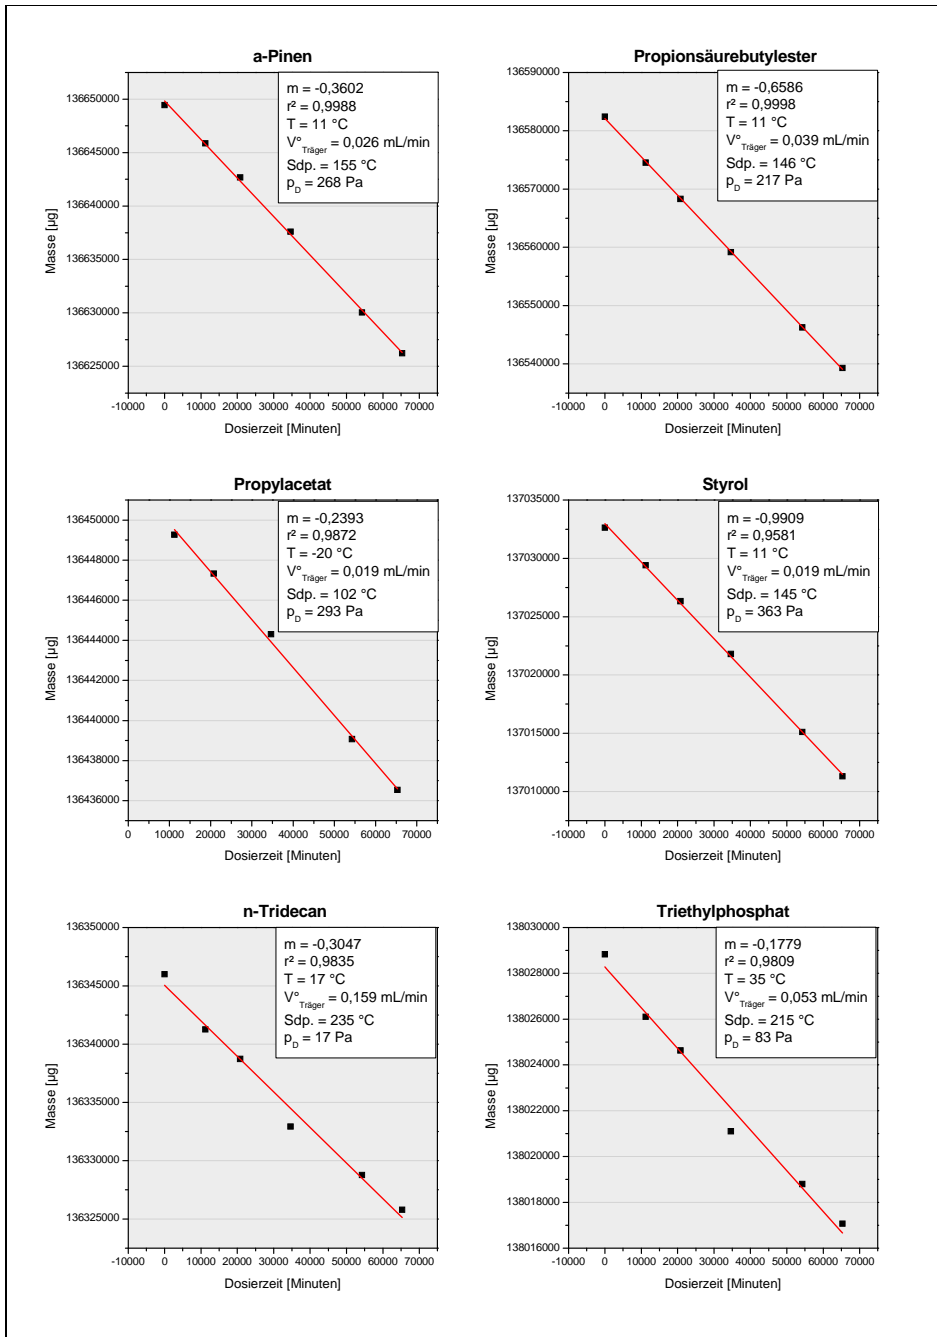 a-Pinen
m = -0,3602
r² = 0,9988
T = 11 °C
V°Träger = 0,026 mL/min
Sdp. = 155 °C
pD = 268 Pa
136650000
136645000
136640000
136635000
136630000
136625000
Masse [µg]
-10000 0 10000 20000 30000 40000 50000 60000 70000
Dosierzeit [Minuten]
Propionsäurebutylester
m = -0,6586
r² = 0,9998
T = 11 °C
V°Träger = 0,039 mL/min
Sdp. = 146 °C
pD = 217 Pa
136590000
136580000
136570000
136560000
136550000
136540000
Masse [µg]
-10000 0 10000 20000 30000 40000 50000 60000 70000
Dosierzeit [Minuten]
Propylacetat
m = -0,2393
r² = 0,9872
T = -20 °C
V°Träger = 0,019 mL/min
Sdp. = 102 °C
pD = 293 Pa
136450000
136448000
136446000
136444000
136442000
136440000
136438000
136436000
Masse [µg]
0 10000 20000 30000 40000 50000 60000 70000
Dosierzeit [Minuten]
Styrol
m = -0,9909
r² = 0,9581
T = 11 °C
V°Träger = 0,019 mL/min
Sdp. = 145 °C
pD = 363 Pa
137035000
137030000
137025000
137020000
137015000
137010000
Masse [µg]
-10000 0 10000 20000 30000 40000 50000 60000 70000
Dosierzeit [Minuten]
n-Tridecan
m = -0,3047
r² = 0,9835
T = 17 °C
V°Träger = 0,159 mL/min
Sdp. = 235 °C
pD = 17 Pa
136350000
136345000
136340000
136335000
136330000
136325000
Masse [µg]
-10000 0 10000 20000 30000 40000 50000 60000 70000
Dosierzeit [Minuten]
Triethylphosphat
m = -0,1779
r² = 0,9809
T = 35 °C
V°Träger = 0,053 mL/min
Sdp. = 215 °C
pD = 83 Pa
138030000
138028000
138026000
138024000
138022000
138020000
138018000
138016000
Masse [µg]
-10000 0 10000 20000 30000 40000 50000 60000 70000
Dosierzeit [Minuten]